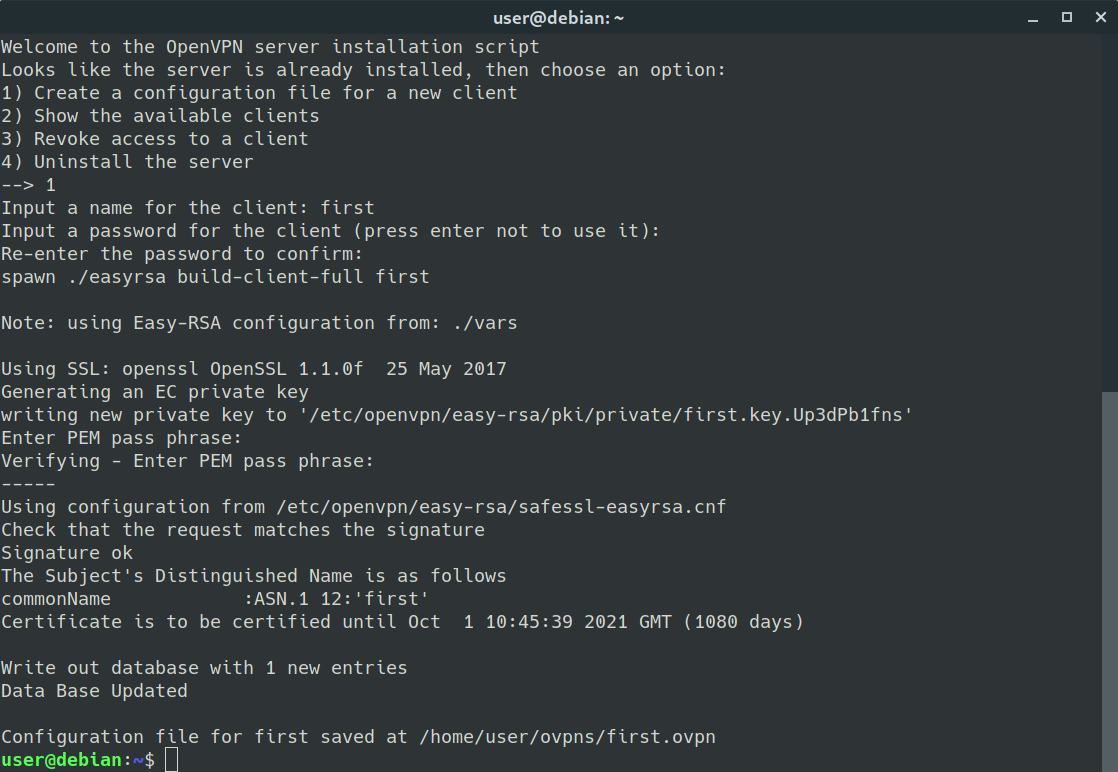 user@debian: ~
Welcome to the OpenVPN server installation script
Looks like the server is already installed, then choose an option:
1) Create a configuration file for a new client
2) Show the available clients
3) Revoke access to a client
4) Uninstall the server
--> 1
Input a name for the client: first
Input a password for the client (press enter not to use it):
Re-enter the password to confirm:
spawn ./easyrsa build-client-full first
Note: using Easy-RSA configuration from: ./vars
Using SSL: openssl OpenSSL 1.1.0f  25 May 2017
Generating an EC private key
writing new private key to '/etc/openvpn/easy-rsa/pki/private/first.key.Up3dPb1fns'
Enter PEM pass phrase:
Verifying - Enter PEM pass phrase:
-----
Using configuration from /etc/openvpn/easy-rsa/safessl-easyrsa.cnf
Check that the request matches the signature
Signature ok
The Subject's Distinguished Name is as follows
commonName            :ASN.1 12:'first'
Certificate is to be certified until Oct  1 10:45:39 2021 GMT (1080 days)
Write out database with 1 new entries
Data Base Updated
Configuration file for first saved at /home/user/ovpns/first.ovpn
user@debian:~$